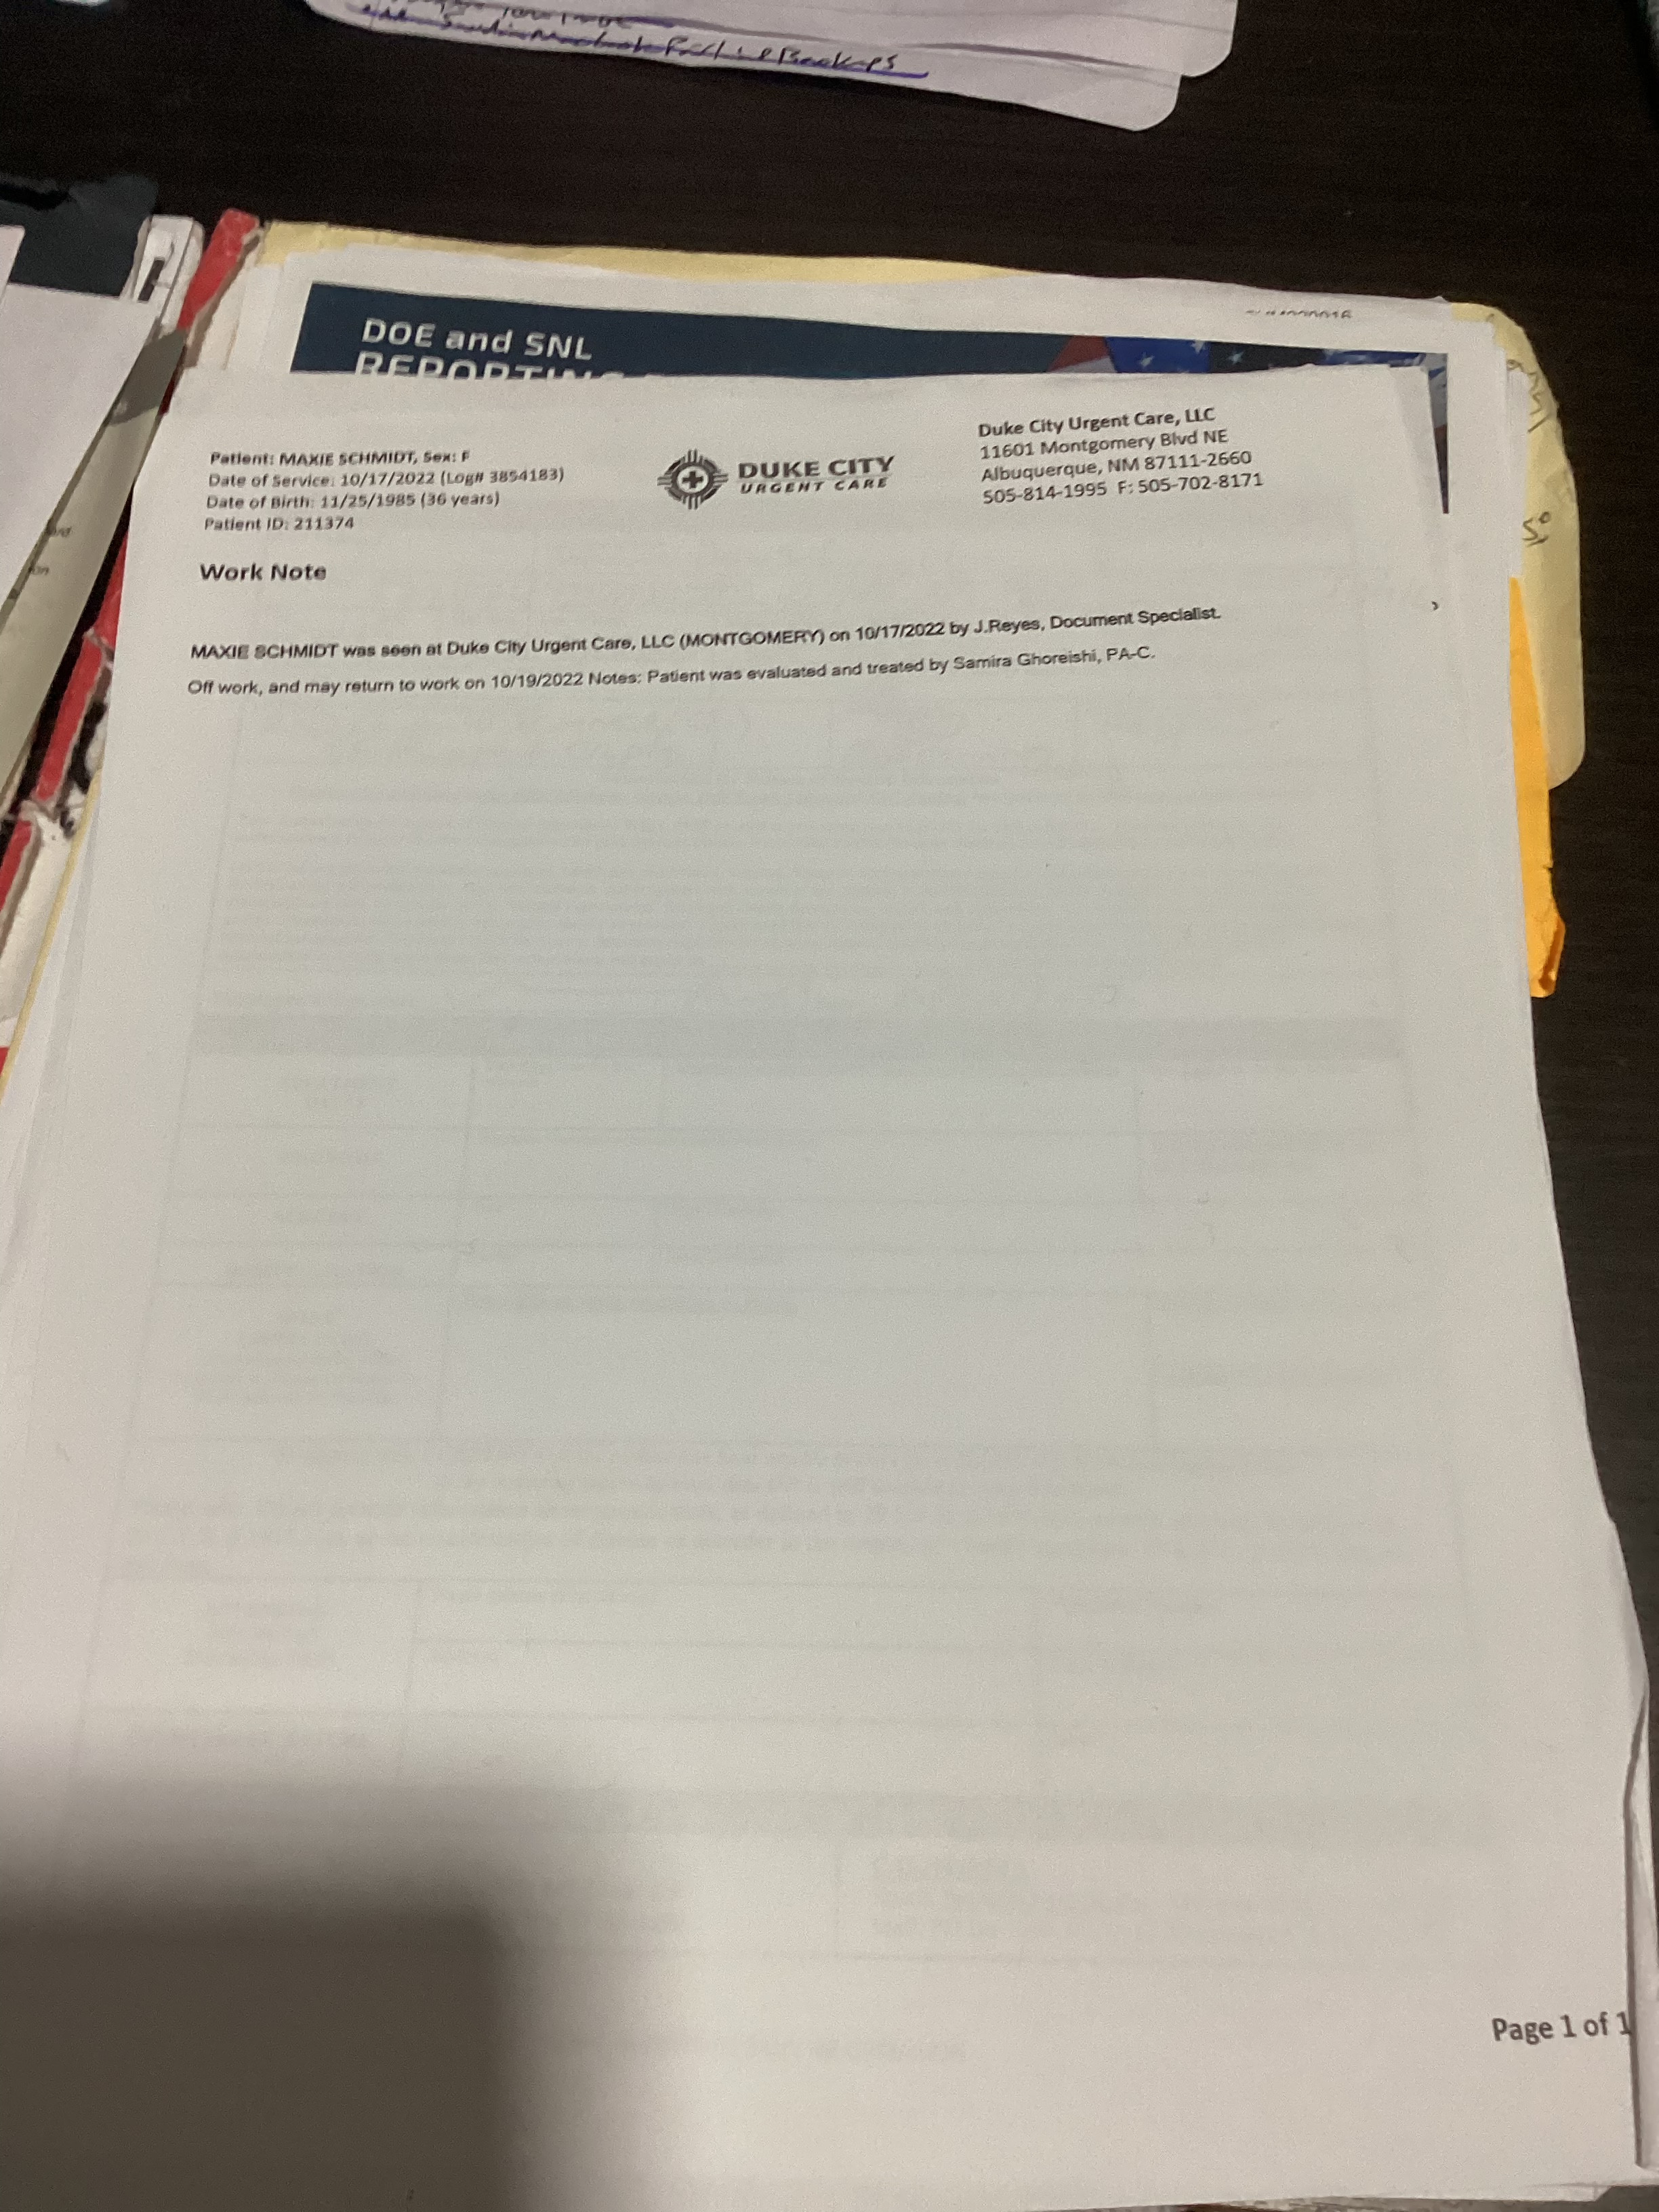 Backups
DOE and SNL
REPORTING
Patient: MAXIE SCHMIDT, Sex: F
Date of Service: 10/17/2022 (Log# 3854183)
Date of Birth: 11/25/1985 (36 years)
Patient ID: 211374
DUKE CITY
URGENT CARE
Duke City Urgent Care, LLC
11601 Montgomery Blvd NE
Albuquerque, NM 87111-2660
505-814-1995 F: 505-702-8171
Work Note
MAXIE SCHMIDT was seen at Duke City Urgent Care, LLC (MONTGOMERY) on 10/17/2022 by J.Reyes, Document Specialist.
Off work, and may return to work on 10/19/2022 Notes: Patient was evaluated and treated by Samira Ghoreishi, PA-C.
Page 1 of 1